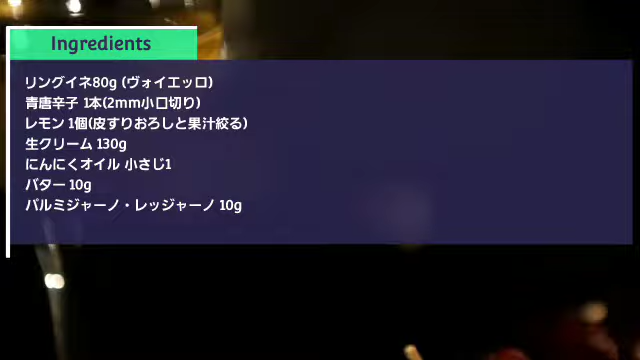 Ingredients
リングイネ80g (ヴォイエッロ)
青唐辛子 1本(2mm小口切り)
レモン 1個(皮すりおろしと果汁絞る)
生クリーム 130g
にんにくオイル 小さじ1
バター 10g
パルミジャーノ・レッジャーノ 10g